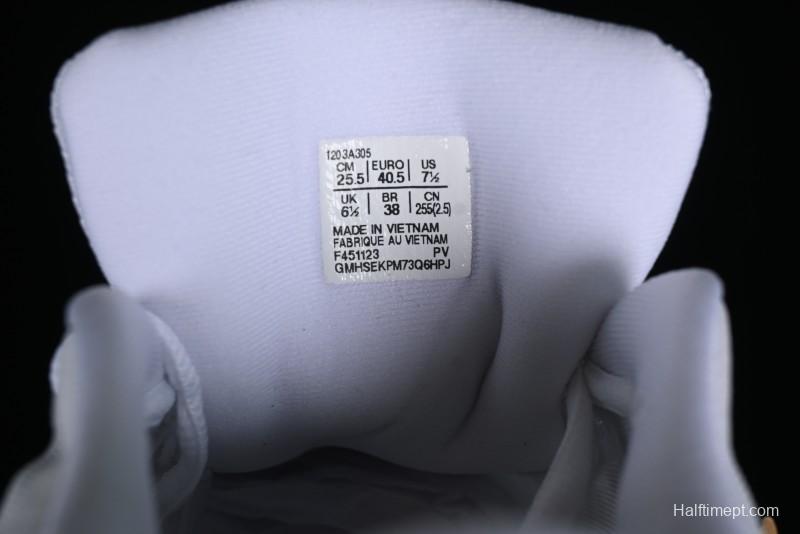 1203A305
CM | EURO | US
25.5 | 40.5 | 7½
UK | BR | CN
6½ | 38 | 255(2.5)
MADE IN VIETNAM
FABRIQUE AU VIETNAM
F451123 PV
GMHSEKPM73Q6HPJ
Halftimept.com